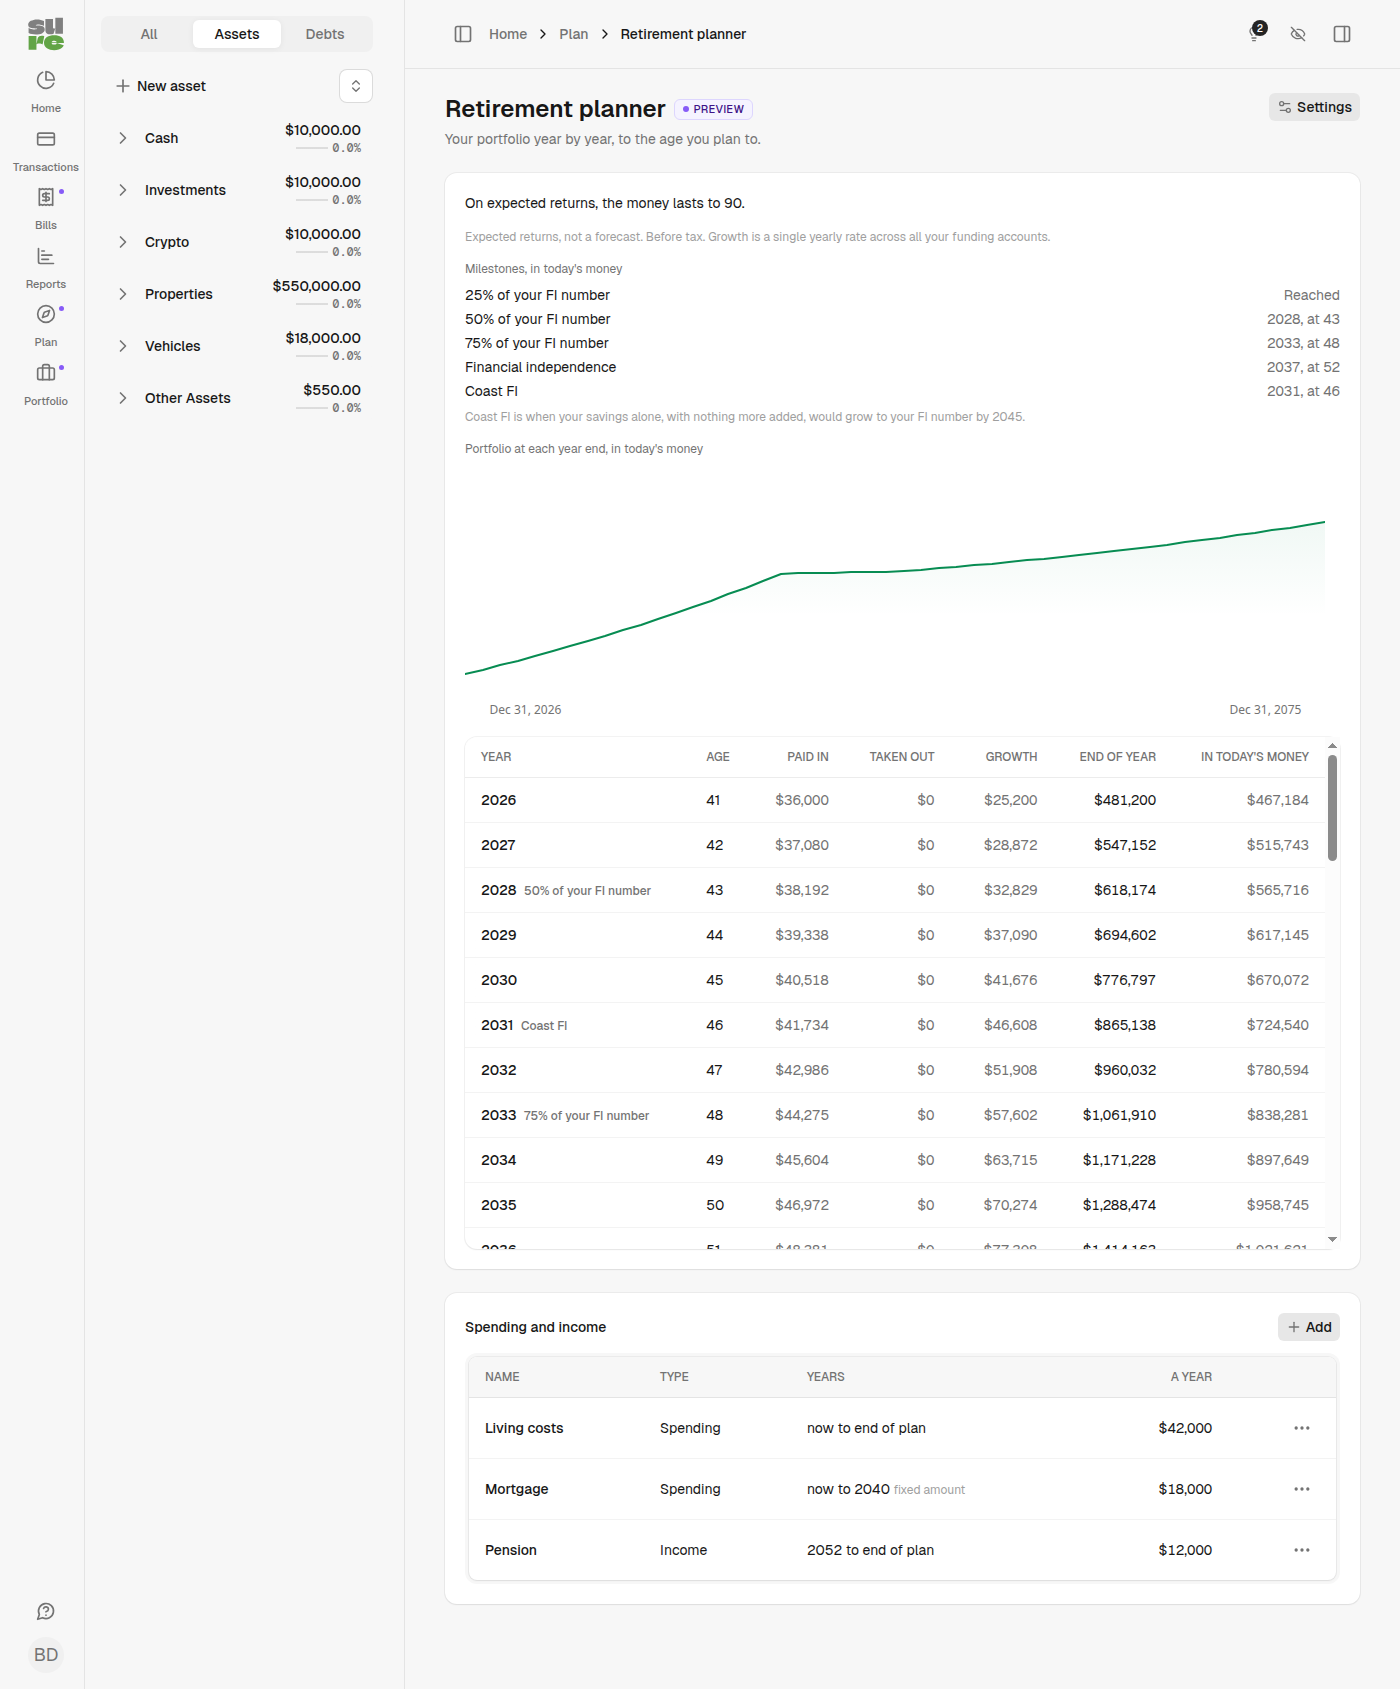 sure
Home
Transactions
Bills
Reports
Plan
Portfolio
BD
All Assets Debts
New asset
Cash $10,000.00
0.0%
Investments $10,000.00
0.0%
Crypto $10,000.00
0.0%
Properties $550,000.00
0.0%
Vehicles $18,000.00
0.0%
Other Assets $550.00
0.0%
Home Plan Retirement planner
2
Retirement planner PREVIEW
Settings
Your portfolio year by year, to the age you plan to.
On expected returns, the money lasts to 90.
Expected returns, not a forecast. Before tax. Growth is a single yearly rate across all your funding accounts.
Milestones, in today's money
25% of your FI number Reached
50% of your FI number 2028, at 43
75% of your FI number 2033, at 48
Financial independence 2037, at 52
Coast FI 2031, at 46
Coast FI is when your savings alone, with nothing more added, would grow to your FI number by 2045.
Portfolio at each year end, in today's money
Dec 31, 2026 Dec 31, 2075
YEAR AGE PAID IN TAKEN OUT GROWTH END OF YEAR IN TODAY'S MONEY
2026 41 $36,000 $0 $25,200 $481,200 $467,184
2027 42 $37,080 $0 $28,872 $547,152 $515,743
2028 50% of your FI number 43 $38,192 $0 $32,829 $618,174 $565,716
2029 44 $39,338 $0 $37,090 $694,602 $617,145
2030 45 $40,518 $0 $41,676 $776,797 $670,072
2031 Coast FI 46 $41,734 $0 $46,608 $865,138 $724,540
2032 47 $42,986 $0 $51,908 $960,032 $780,594
2033 75% of your FI number 48 $44,275 $0 $57,602 $1,061,910 $838,281
2034 49 $45,604 $0 $63,715 $1,171,228 $897,649
2035 50 $46,972 $0 $70,274 $1,288,474 $958,745
2036 51 $48,381 $0 $77,308 $1,414,163 $1,021,621
Spending and income
Add
NAME TYPE YEARS A YEAR
Living costs Spending now to end of plan $42,000
Mortgage Spending now to 2040 fixed amount $18,000
Pension Income 2052 to end of plan $12,000